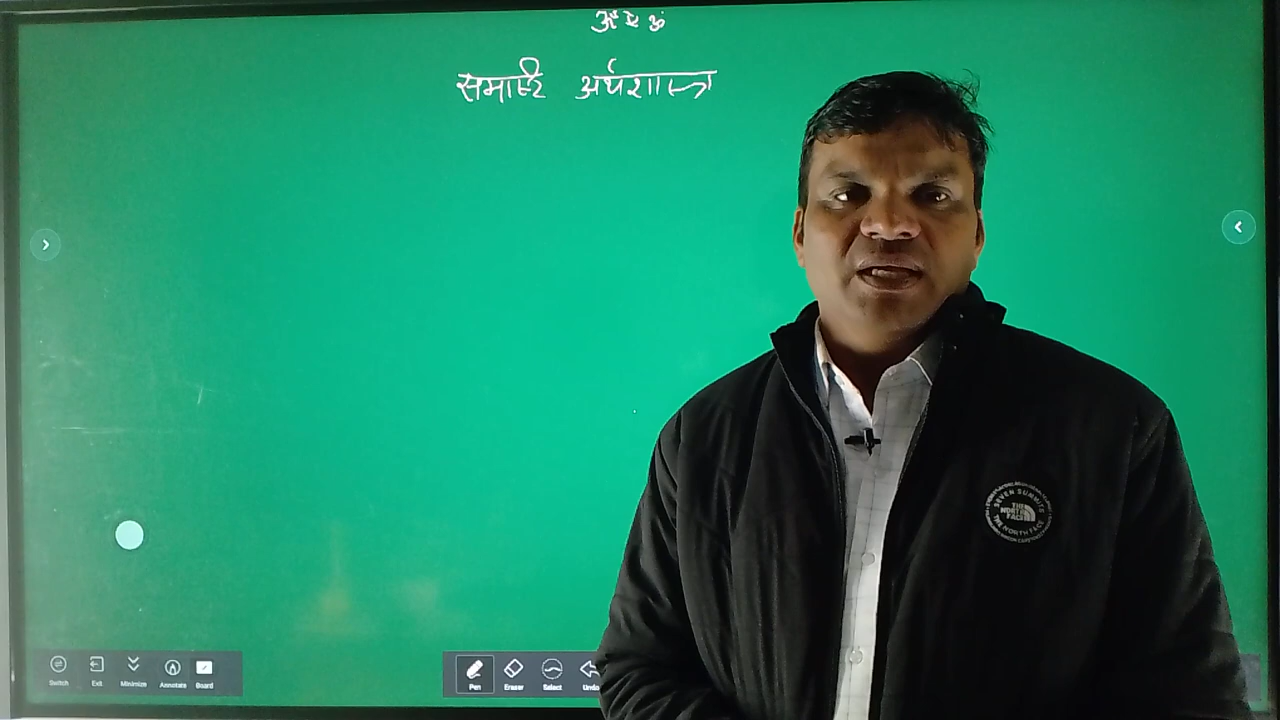 समष्टि अर्थशास्त्र
SEVEN SUMMITS
THE NORTH FACE
Switch
Exit
Minimize
Annotate
Board
Pen
Eraser
Select
Undo